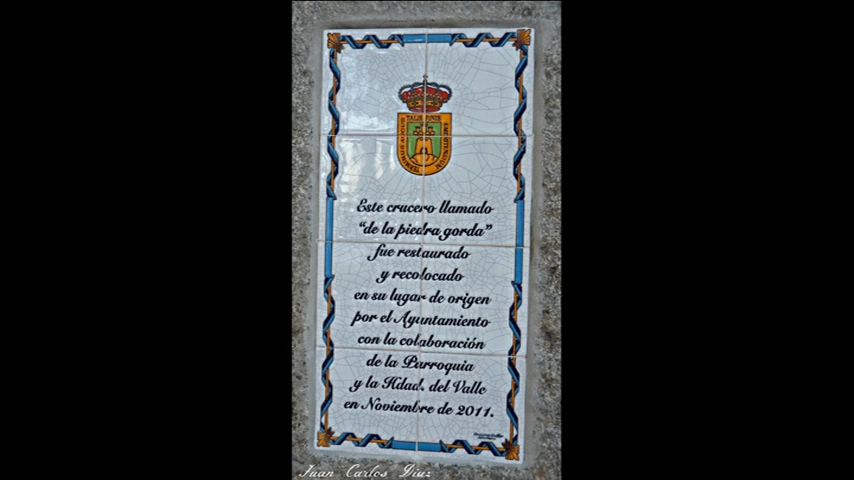 Este crucero llamado
"de la piedra gorda"
fue restaurado
y recolocado
en su lugar de origen
por el Ayuntamiento
con la colaboración
de la Parroquia
y la Hdad. del Valle
en Noviembre de 2011.
Juan Carlos Diaz